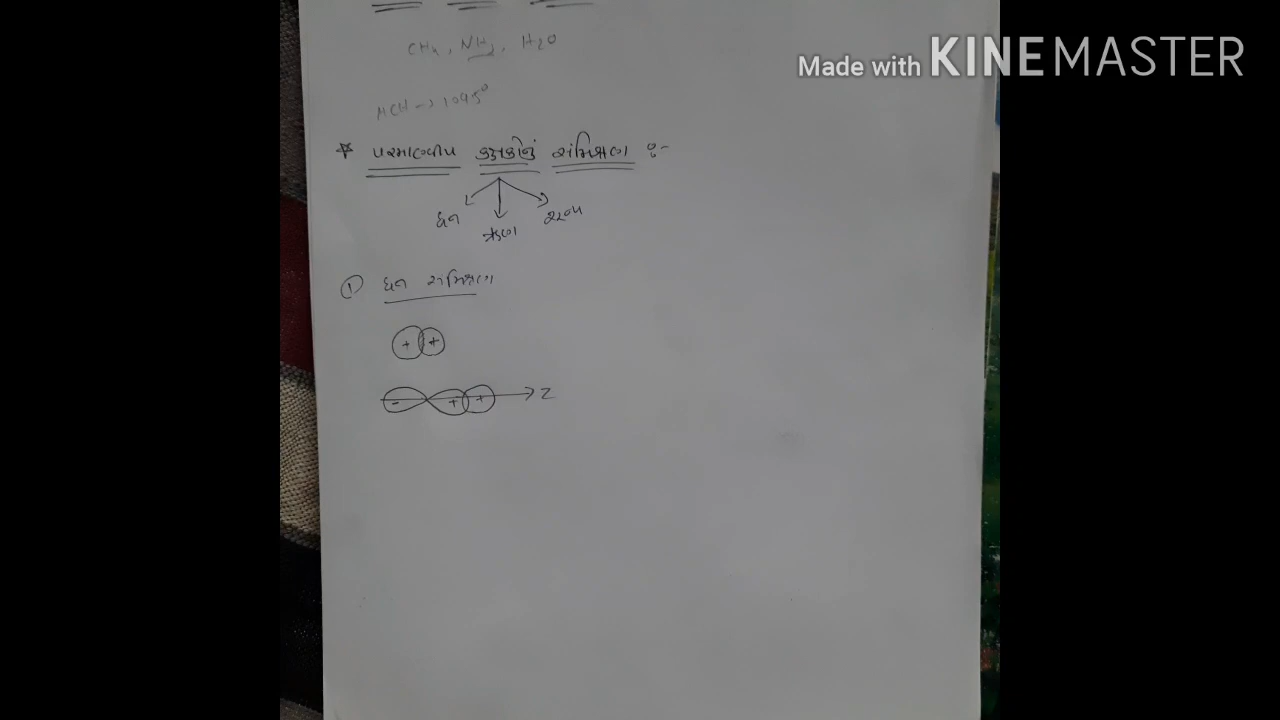 CH4, NH3, H2O
HCH → 109.5°
Made with KINEMASTER
* પરમાણ્વીય કક્ષકોનું સંમિશ્રણ :-
ધન ઋણ શૂન્ય
① ધન સંમિશ્રણ
+ +
- + + → Z